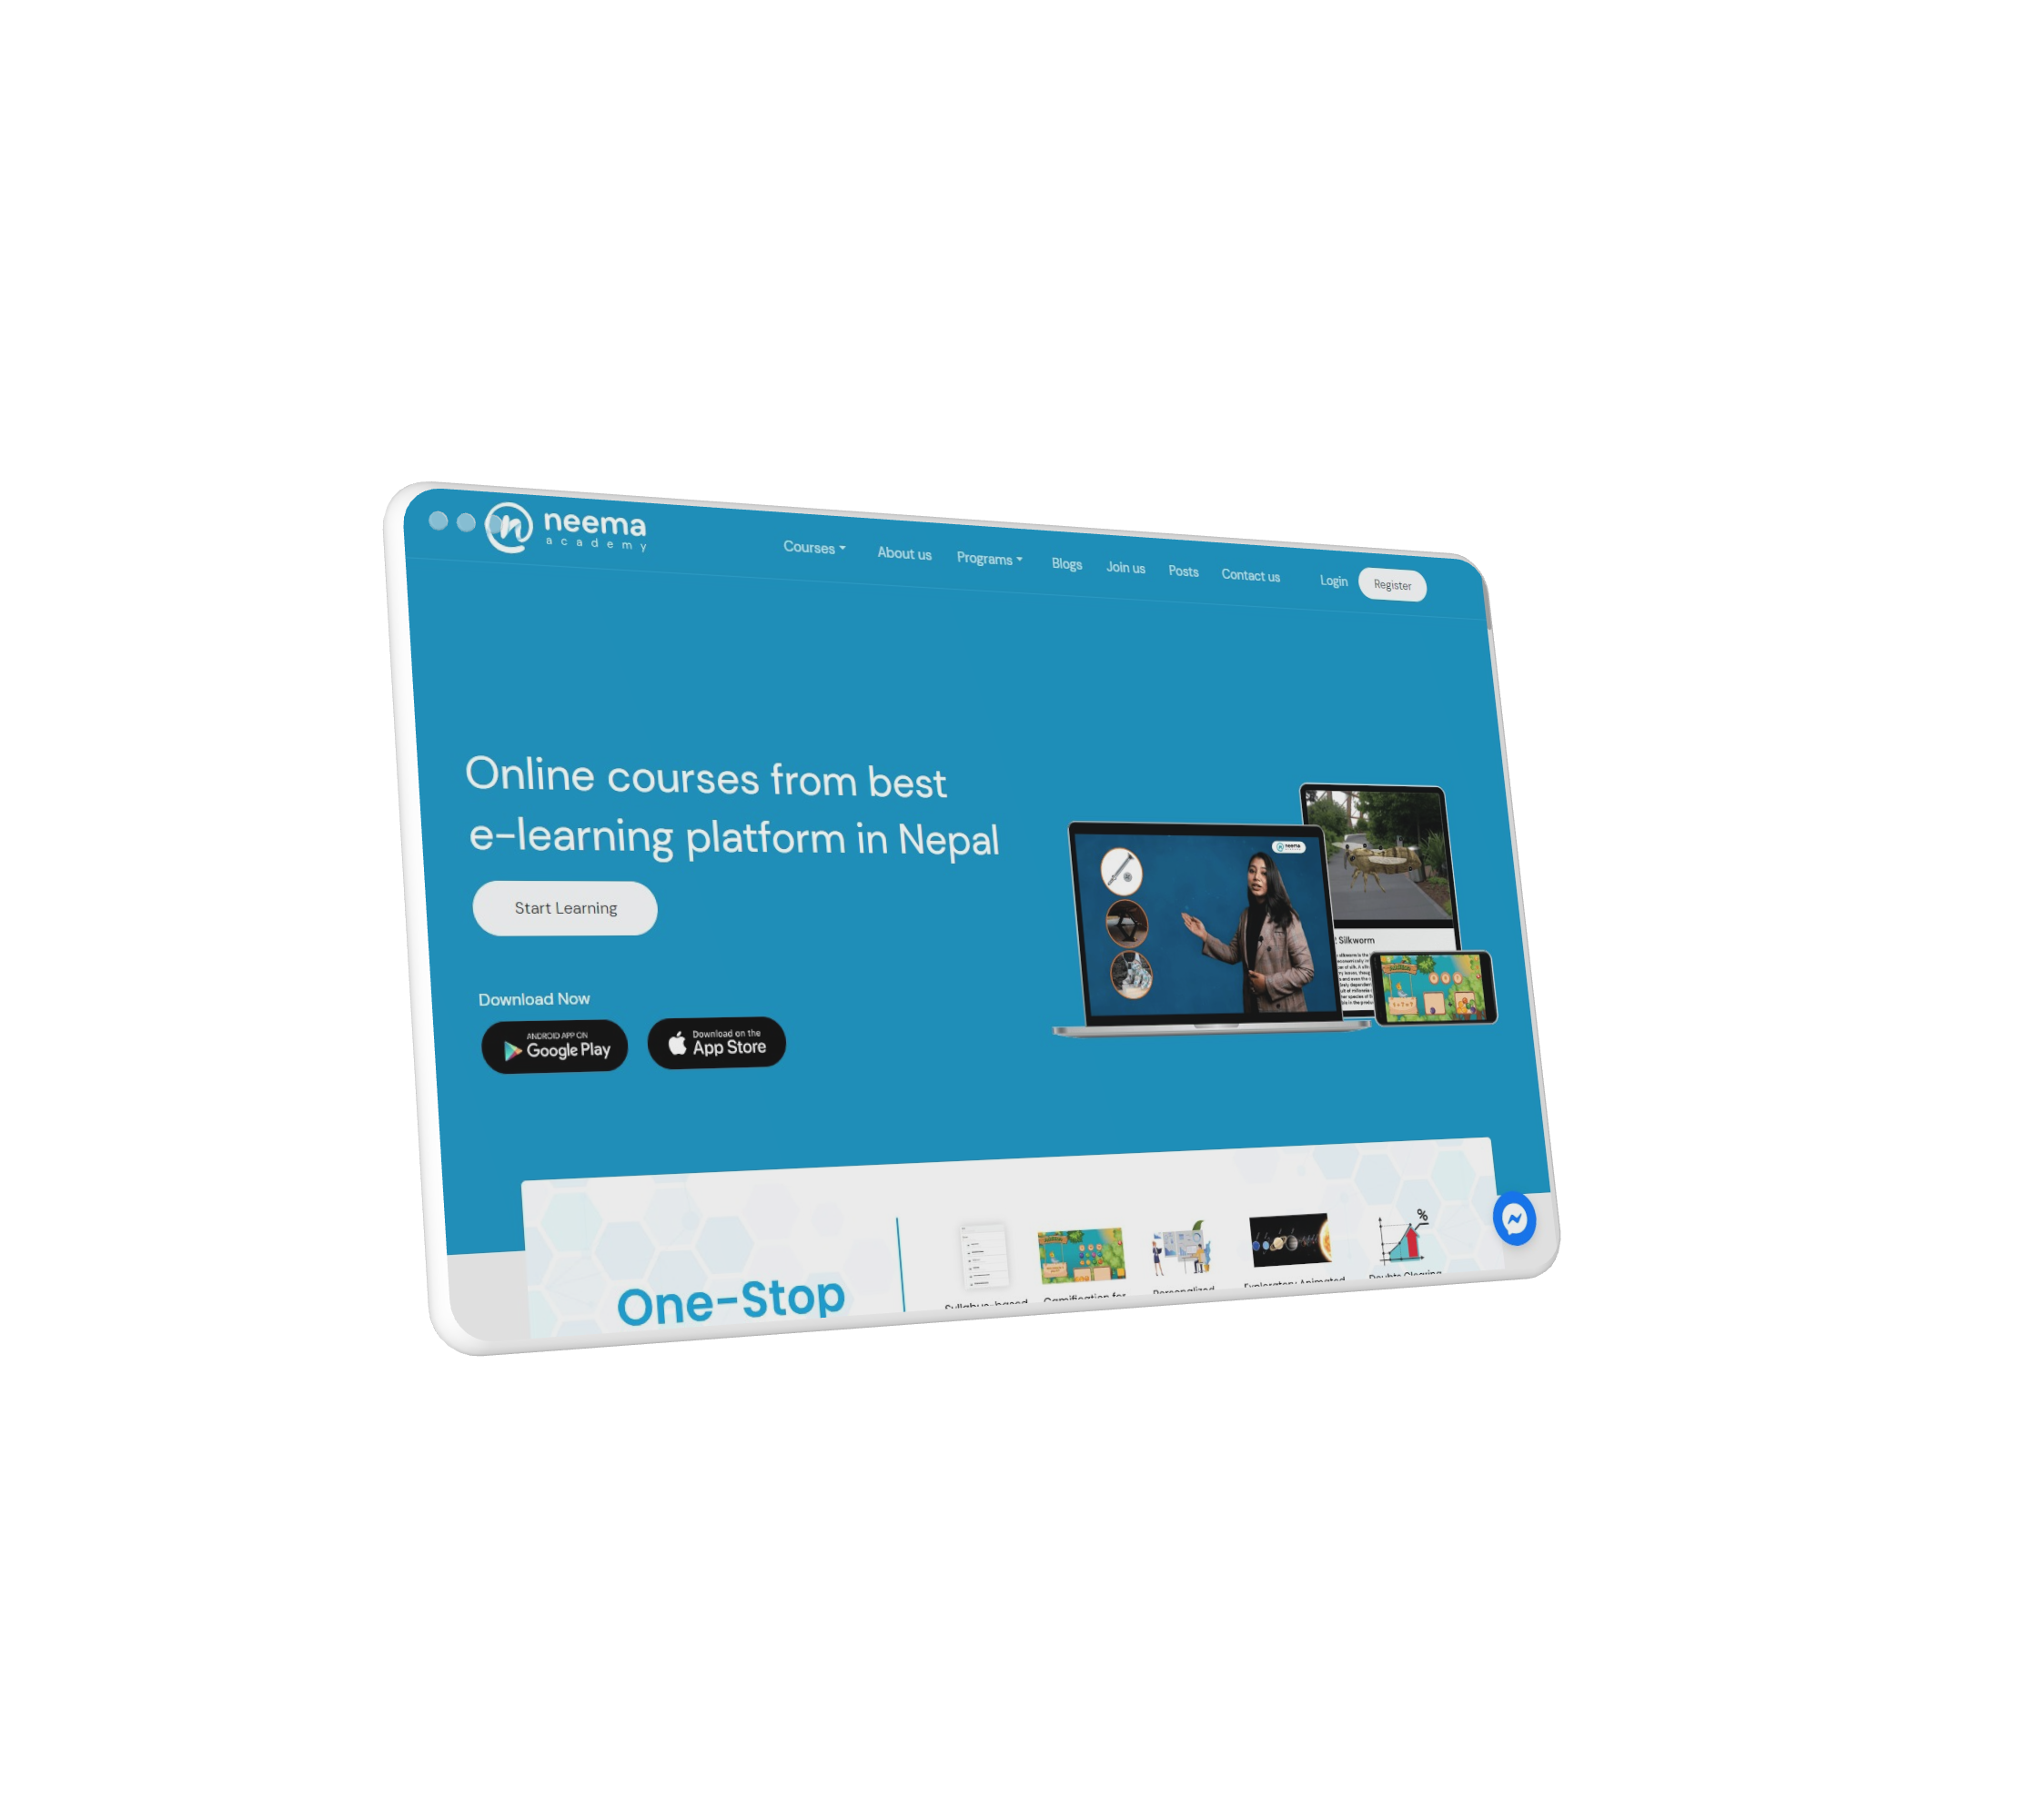 neema
academy
Courses
About us
Programs
Blogs
Join us
Posts
Contact us
Login
Register
Online courses from best
e-learning platform in Nepal
Start Learning
Download Now
ANDROID APP ON
Google Play
Download on the
App Store
neema
Silkworm
One-Stop
Syllabus-based
Gamification for
Personalized
Exploratory Animated
Doubts Clearing
%